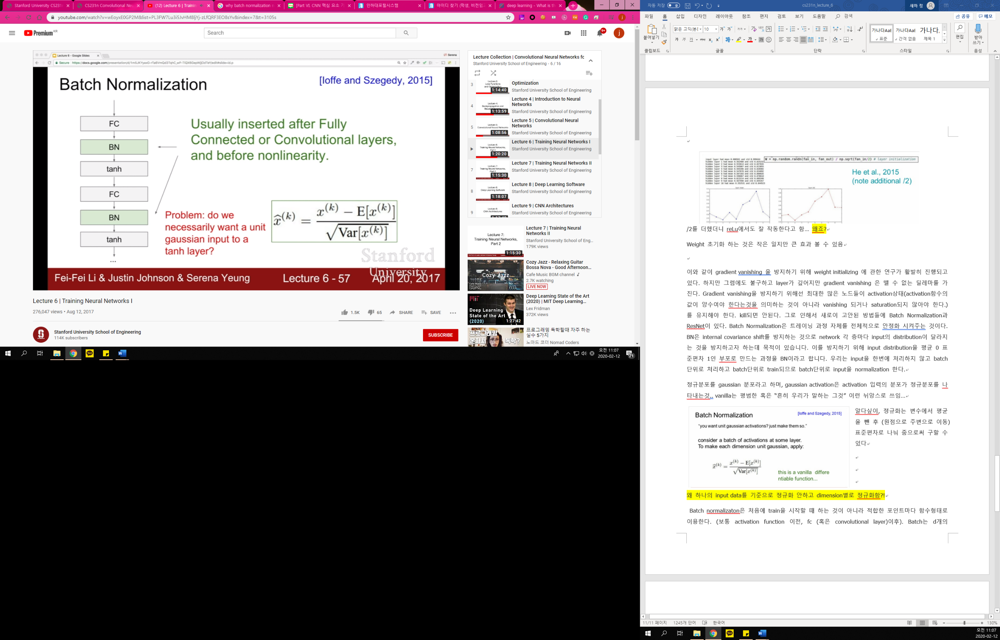 Stanford University CS231
CS231n Convolutional Neu
(12) Lecture 6 | Trainin
why batch normalization n
[Part Ⅵ. CNN 핵심 요소 기
인하대포털시스템
아이디 찾기 (학생, 비전임교
deep learning - What is th
youtube.com/watch?v=wEoyxE0GP2M&list=PL3FW7Lu3i5JvHM8ljYj-zLfQRF3EO8sYv&index=7&t=3105s
Premium KR
Search
9+
j
Lecture 6 - Google Slides
Serena
Secure
Batch Normalization
[Ioffe and Szegedy, 2015]
FC
BN
tanh
FC
BN
tanh
...
Usually inserted after Fully
Connected or Convolutional layers,
and before nonlinearity.
Problem: do we
necessarily want a unit
gaussian input to a
tanh layer?
x̂^(k) = (x^(k) − E[x^(k)]) / √Var[x^(k)]
Stanford
University
Fei-Fei Li & Justin Johnson & Serena Yeung
Lecture 6 - 57
April 20, 2017
Lecture 6 | Training Neural Networks I
276,047 views • Aug 12, 2017
1.5K
65
SHARE
SAVE
Stanford University School of Engineering
114K subscribers
SUBSCRIBE
Lecture Collection | Convolutional Neural Networks fc
Stanford University School of Engineering - 6 / 16
3
1:14:40
Optimization
Stanford University School of Engineering
4
1:13:59
Lecture 4 | Introduction to Neural
Networks
Stanford University School of Engineering
5
1:08:56
Lecture 5 | Convolutional Neural
Networks
Stanford University School of Engineering
1:20:20
Lecture 6 | Training Neural Networks I
Stanford University School of Engineering
7
1:15:30
Lecture 7 | Training Neural Networks II
Stanford University School of Engineering
8
1:18:07
Lecture 8 | Deep Learning Software
Stanford University School of Engineering
9
Lecture 9 | CNN Architectures
Stanford University School of Engineering
Lecture 7:
Training Neural Networks,
Part 2
1:15:30
Lecture 7 | Training Neural
Networks II
Stanford University School of Eng...
179K views
Cozy Jazz
Cozy Jazz - Relaxing Guitar
Bossa Nova - Good Afternoon...
Cafe Music BGM channel
2.7K watching
LIVE NOW
Deep Learning
State of the Art
(2020)
1:27:42
Deep Learning State of the Art
(2020) | MIT Deep Learning...
Lex Fridman
372K views
프로그래밍
혼자서
독학?
프로그래밍 독학할때 자주 하는
실수 5가지
노마드 코더 Nomad Coders
오전 11:07
2020-02-12
21
자동 저장
cs231n_lecture_6
새하 정
파일
홈
삽입
디자인
레이아웃
참조
편지
검토
보기
도움말
검색
공유
메모
붙여넣기
맑은 고딕(본
10
가나다AaB
표준
가나다AaB
간격 없음
가나다.
제목 1
편집
받아
쓰기
클립보드
글꼴
단락
스타일
음성
W = np.random.randn(fan_in, fan_out) / np.sqrt(fan_in/2) # layer initialization
He et al., 2015
(note additional /2)
/2를 더했더니 reLu에서도 잘 작동한다고 함... 왜죠?
Weight 초기화 하는 것은 작은 일지만 큰 효과 볼 수 있음
이와 같이 gradient vanishing 을 방지하기 위해 weight initializing 에 관한 연구가 활발히 진행되고
있다. 하지만 그럼에도 불구하고 layer가 깊어지만 gradient vanishing 은 뗄 수 없는 딜레마를 가
진다. Gradient vanishing을 방지하기 위해선 최대한 많은 노드들이 activation상태(activation함수의
값이 양수여야 한다는것을 의미하는 것이 아니라 vanishing 되거나 saturation되지 않아야 한다.)
를 유지해야 한다. kill되면 안된다. 그로 인해서 새로이 고안된 방법들에 Batch Normalization과
ResNet이 있다. Batch Normalization은 트레이닝 과정 자체를 전체적으로 안정화 시켜주는 것이다.
BN은 internal covariance shift를 방지하는 것으로 network 각 층마다 input의 distribution이 달라지
는 것을 방지하고자 하는데 목적이 있습니다. 이를 방지하기 위해 input distribution을 평균 0 표
준편차 1인 부포로 만드는 과정을 BN이라고 합니다. 우리는 input을 한번에 처리하지 않고 batch
단위로 처리하고 batch단위로 train되므로 batch단위로 input을 normalization 한다.
정규분포를 gaussian 분포라고 하며, gaussian activation은 activation 입력의 분포가 정규분포를 나
타내는것.. vanilla는 평범한 혹은 “흔히 우리가 말하는 그것” 이런 뉘앙스로 쓰임...
Batch Normalization
[Ioffe and Szegedy, 2015]
“you want unit gaussian activations? just make them so.”
consider a batch of activations at some layer.
To make each dimension unit gaussian, apply:
x̂^(k) = (x^(k) − E[x^(k)]) / √Var[x^(k)]
this is a vanilla differe
ntiable function...
알다싶이, 정규화는 변수에서 평균
을 뺀 후 (원점으로 주변으로 이동)
표준편차로 나눠 줌으로써 구할 수
있다
왜 하나의 input data를 기준으로 정규화 안하고 dimension별로 정규화함?!
Batch normalizaton은 처음에 train을 시작할 때 하는 것이 아니라 적합한 포인트마다 함수형태로
이용한다. (보통 activation function 이전, fc (혹은 convolutional layer)이후). Batch는 d개의
11/11 페이지
1245개 단어
한국어
130%
오전 11:07
2020-02-12